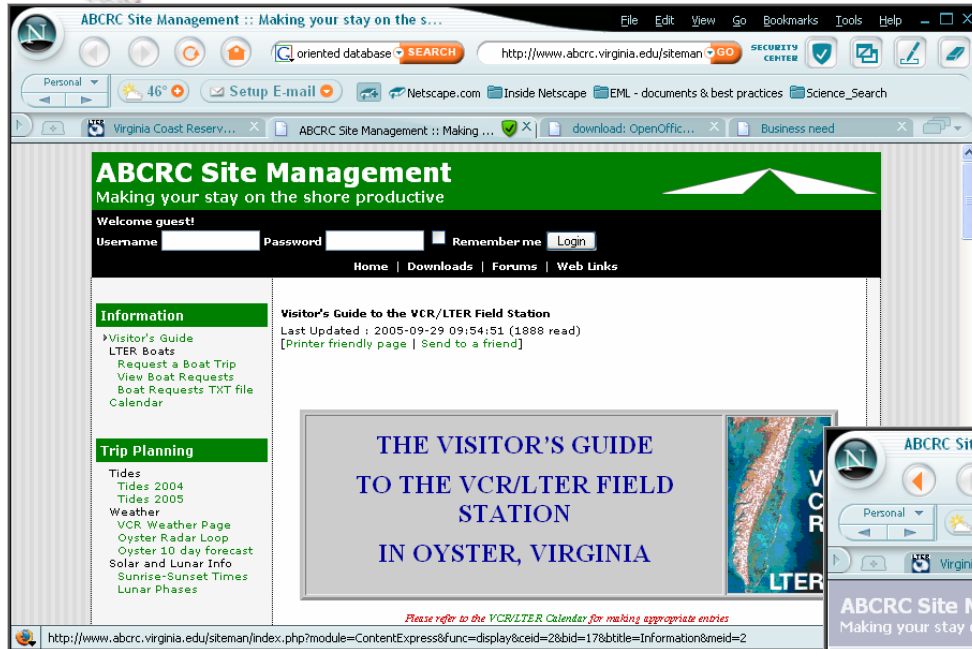 ABCRC Site Management :: Making your stay on the s...
File Edit View Go Bookmarks Tools Help
oriented database SEARCH http://www.abcrc.virginia.edu/siteman GO SECURITY CENTER
Personal 46° Setup E-mail Netscape.com Inside Netscape EML - documents & best practices Science_Search
Virginia Coast Reserv... ABCRC Site Management :: Making ... download: OpenOffic... Business need
ABCRC Site Management
Making your stay on the shore productive
Welcome guest!
Username Password Remember me Login
Home | Downloads | Forums | Web Links
Information
Visitor's Guide
LTER Boats
Request a Boat Trip
View Boat Requests
Boat Requests TXT file
Calendar
Trip Planning
Tides
Tides 2004
Tides 2005
Weather
VCR Weather Page
Oyster Radar Loop
Oyster 10 day forecast
Solar and Lunar Info
Sunrise-Sunset Times
Lunar Phases
Visitor's Guide to the VCR/LTER Field Station
Last Updated : 2005-09-29 09:54:51 (1888 read)
[Printer friendly page | Send to a friend]
THE VISITOR'S GUIDE
TO THE VCR/LTER FIELD
STATION
IN OYSTER, VIRGINIA
V
C
R
LTER
Please refer to the VCR/LTER Calendar for making appropriate entries
http://www.abcrc.virginia.edu/siteman/index.php?module=ContentExpress&func=display&ceid=2&bid=17&btitle=Information&meid=2
N
ABCRC Sit
Personal
Virgini
ABCRC Site M
Making your stay o